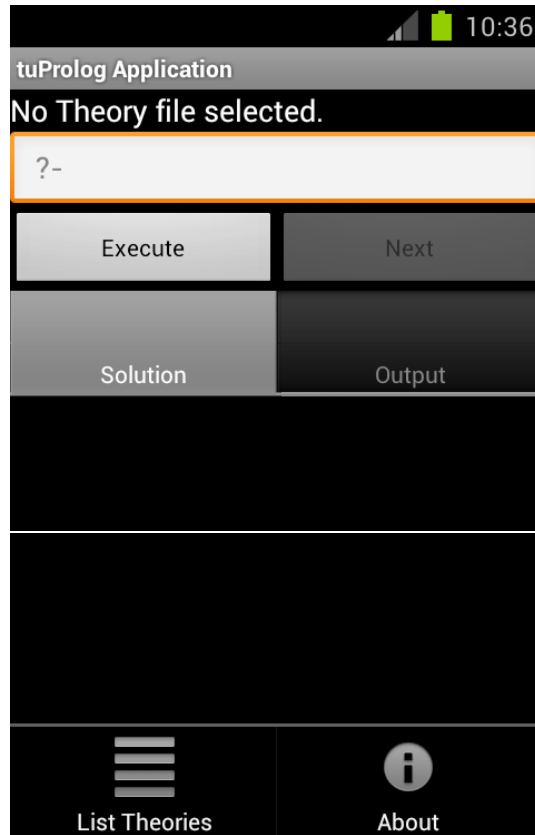 10:36
tuProlog Application
No Theory file selected.
?-
Execute Next
Solution Output
List Theories About